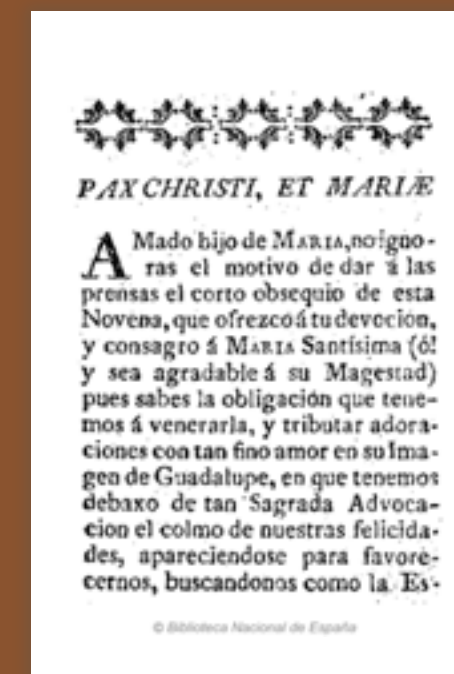 PAX CHRISTI, ET MARIÆ
AMado hijo de MARIA, no igno-
ras el motivo de dar á las
prensas el corto obsequio de esta
Novena, que ofrezco á tu devocion,
y consagro á MARIA Santísima (ó!
y sea agradable á su Magestad)
pues sabes la obligación que tene-
mos á venerarla, y tributar adora-
ciones con tan fino amor en su Ima-
gen de Guadalupe, en que tenemos
debaxo de tan Sagrada Advoca-
cion el colmo de nuestras felicida-
des, apareciendose para favore-
cernos, buscandonos como la Es-
© Biblioteca Nacional de España